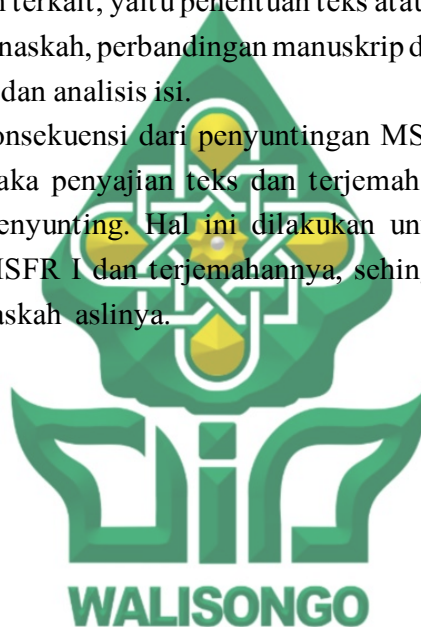 terkait, yaitu penentuan teks atau
naskah, perbandingan manuskrip d
dan analisis isi.
onsekuensi dari penyuntingan MS
aka penyajian teks dan terjemah
enyunting. Hal ini dilakukan un
ISFR I dan terjemahannya, sehin
askah aslinya.
WALISONGO